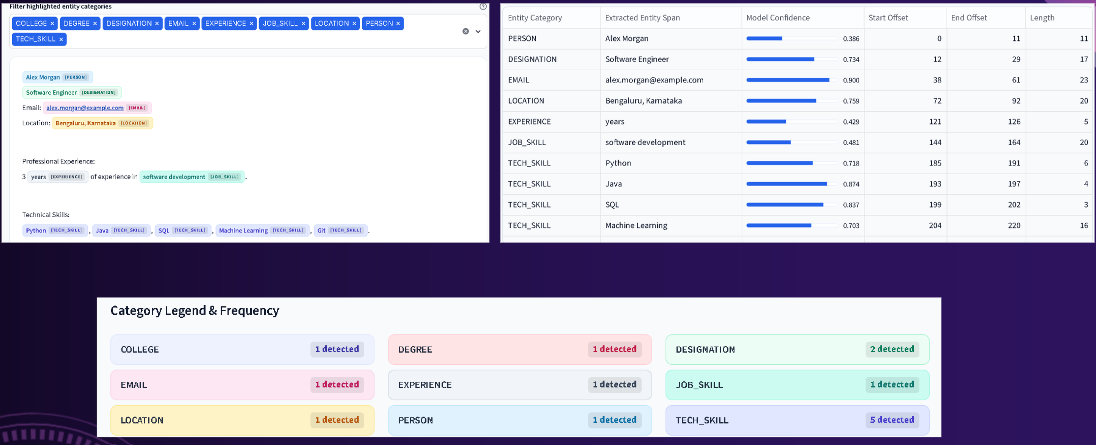 Filter highlighted entity categories
COLLEGE × DEGREE × DESIGNATION × EMAIL × EXPERIENCE × JOB_SKILL × LOCATION × PERSON ×
TECH_SKILL ×
Alex Morgan [PERSON]
Software Engineer [DESIGNATION]
Email: alex.morgan@example.com [EMAIL]
Location: Bengaluru, Karnataka [LOCATION]
Professional Experience:
3 years [EXPERIENCE] of experience in software development [JOB_SKILL] .
Technical Skills:
Python [TECH_SKILL] , Java [TECH_SKILL] , SQL [TECH_SKILL] , Machine Learning [TECH_SKILL] , Git [TECH_SKILL] .
Entity Category Extracted Entity Span Model Confidence Start Offset End Offset Length
PERSON Alex Morgan 0.386 0 11 11
DESIGNATION Software Engineer 0.734 12 29 17
EMAIL alex.morgan@example.com 0.900 38 61 23
LOCATION Bengaluru, Karnataka 0.759 72 92 20
EXPERIENCE years 0.429 121 126 5
JOB_SKILL software development 0.481 144 164 20
TECH_SKILL Python 0.718 185 191 6
TECH_SKILL Java 0.874 193 197 4
TECH_SKILL SQL 0.837 199 202 3
TECH_SKILL Machine Learning 0.703 204 220 16
Category Legend & Frequency
COLLEGE 1 detected DEGREE 1 detected DESIGNATION 2 detected
EMAIL 1 detected EXPERIENCE 1 detected JOB_SKILL 1 detected
LOCATION 1 detected PERSON 1 detected TECH_SKILL 5 detected